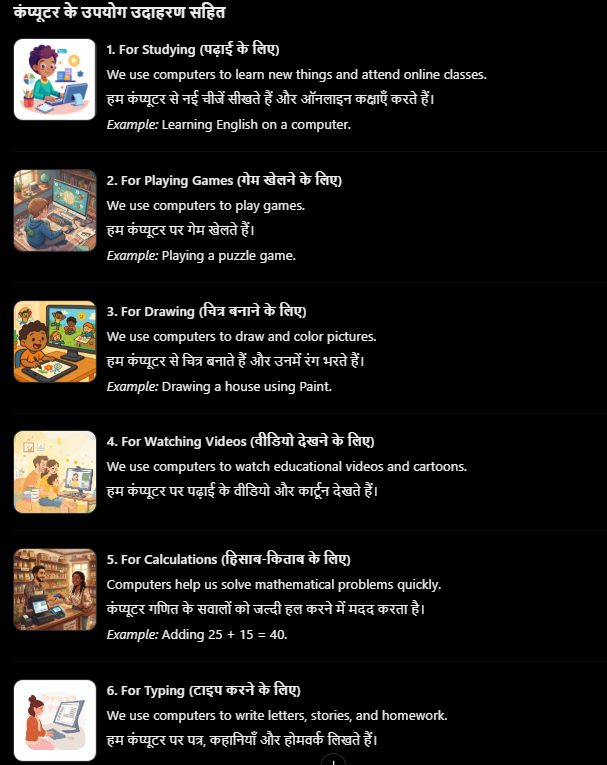 कंप्यूटर के उपयोग उदाहरण सहित
1. For Studying (पढ़ाई के लिए)
We use computers to learn new things and attend online classes.
हम कंप्यूटर से नई चीजें सीखते हैं और ऑनलाइन कक्षाएँ करते हैं।
Example: Learning English on a computer.
2. For Playing Games (गेम खेलने के लिए)
We use computers to play games.
हम कंप्यूटर पर गेम खेलते हैं।
Example: Playing a puzzle game.
3. For Drawing (चित्र बनाने के लिए)
We use computers to draw and color pictures.
हम कंप्यूटर से चित्र बनाते हैं और उनमें रंग भरते हैं।
Example: Drawing a house using Paint.
4. For Watching Videos (वीडियो देखने के लिए)
We use computers to watch educational videos and cartoons.
हम कंप्यूटर पर पढ़ाई के वीडियो और कार्टून देखते हैं।
5. For Calculations (हिसाब-किताब के लिए)
Computers help us solve mathematical problems quickly.
कंप्यूटर गणित के सवालों को जल्दी हल करने में मदद करता है।
Example: Adding 25 + 15 = 40.
6. For Typing (टाइप करने के लिए)
We use computers to write letters, stories, and homework.
हम कंप्यूटर पर पत्र, कहानियाँ और होमवर्क लिखते हैं।